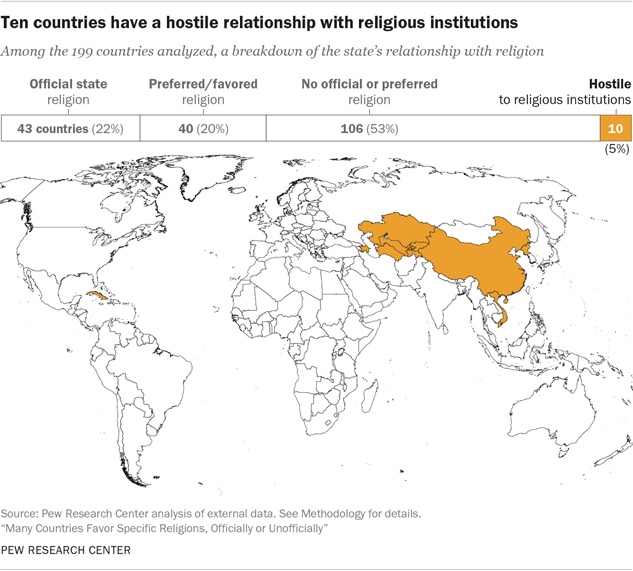 Ten countries have a hostile relationship with religious institutions
Among the 199 countries analyzed, a breakdown of the state's relationship with religion
Official state
religion
Preferred/favored
religion
No official or preferred
religion
Hostile
to religious institutions
43 countries (22%)
40 (20%)
106 (53%)
10
(5%)
Source: Pew Research Center analysis of external data. See Methodology for details.
“Many Countries Favor Specific Religions, Officially or Unofficially”
PEW RESEARCH CENTER